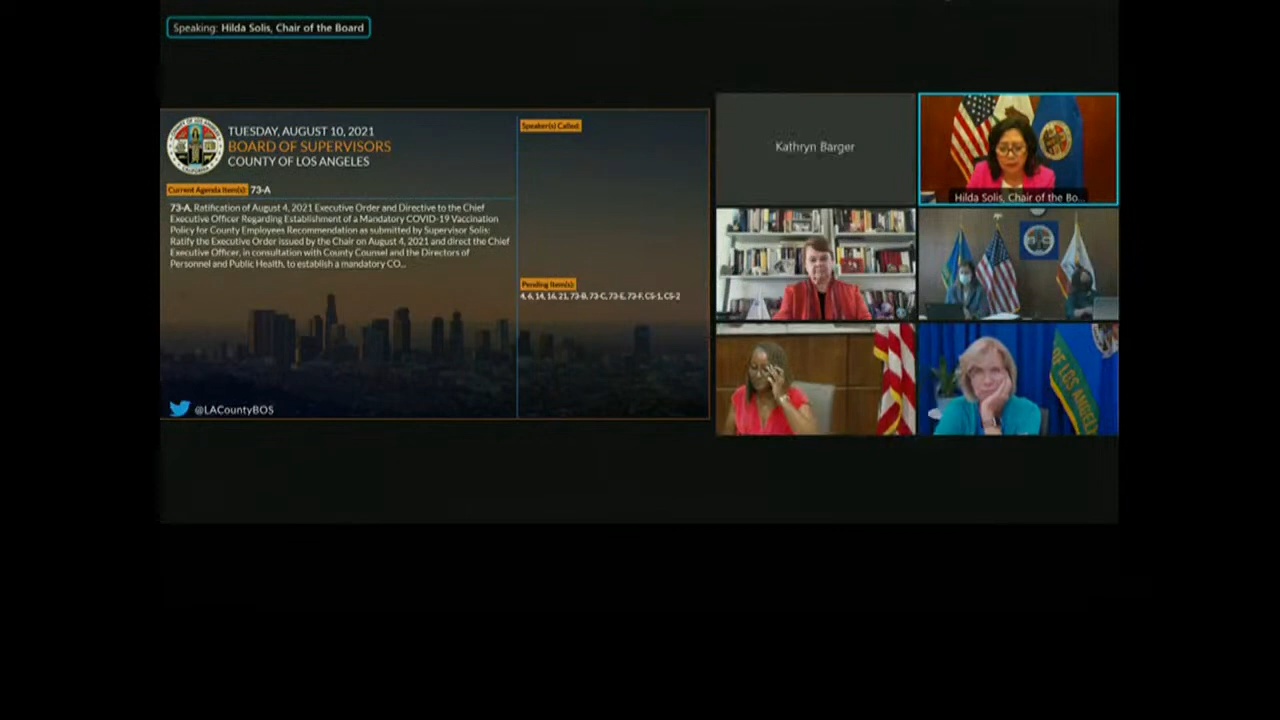 Speaking: Hilda Solis, Chair of the Board
TUESDAY, AUGUST 10, 2021
BOARD OF SUPERVISORS
COUNTY OF LOS ANGELES
Current Agenda Item(s): 73-A
73-A. Ratification of August 4, 2021 Executive Order and Directive to the Chief
Executive Officer Regarding Establishment of a Mandatory COVID-19 Vaccination
Policy for County Employees Recommendation as submitted by Supervisor Solis:
Ratify the Executive Order issued by the Chair on August 4, 2021 and direct the Chief
Executive Officer, in consultation with County Counsel and the Directors of
Personnel and Public Health, to establish a mandatory CO...
@LACountyBOS
Speaker(s) Called:
Pending Item(s):
4, 6, 14, 16, 21, 73-B, 73-C, 73-E, 73-F, CS-1, CS-2
Kathryn Barger
Hilda Solis, Chair of the Bo...
OF LOS ANGELES